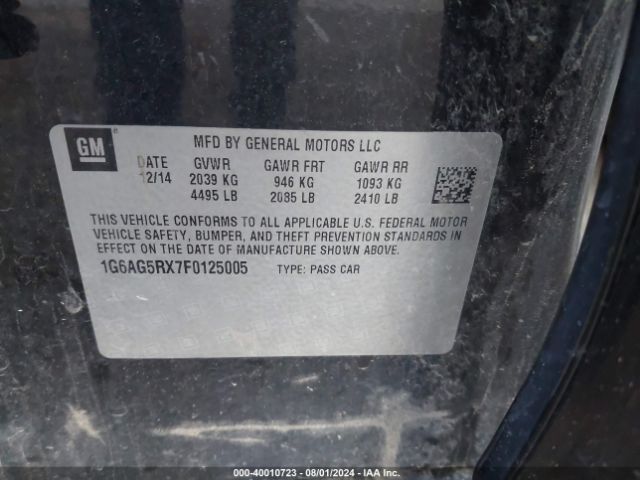 GM
MFD BY GENERAL MOTORS LLC
DATE GVWR GAWR FRT GAWR RR
12/14 2039 KG 946 KG 1093 KG
4495 LB 2085 LB 2410 LB
THIS VEHICLE CONFORMS TO ALL APPLICABLE U.S. FEDERAL MOTOR
VEHICLE SAFETY, BUMPER, AND THEFT PREVENTION STANDARDS IN
EFFECT ON THE DATE OF MANUFACTURE SHOWN ABOVE.
1G6AG5RX7F0125005 TYPE: PASS CAR
000-40010723 - 08/01/2024 - IAA Inc.